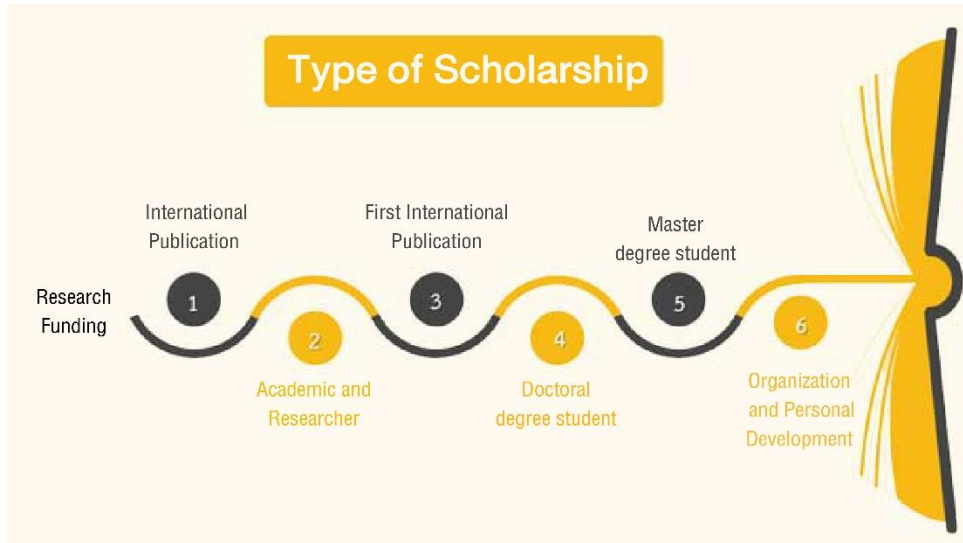 Type of Scholarship
Research
Funding
International
Publication
1
2
Academic and
Researcher
First International
Publication
3
4
Doctoral
degree student
Master
degree student
5
6
Organization
and Personal
Development